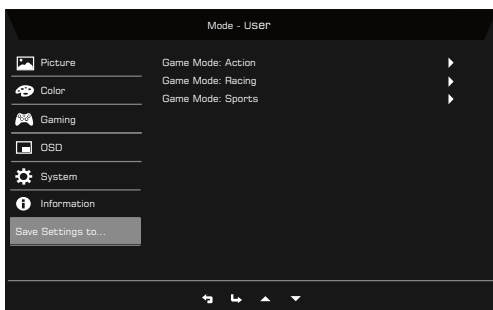 Mode - User
Picture
Color
Gaming
OSD
System
Information
Save Settings to...
Game Mode: Action
Game Mode: Racing
Game Mode: Sports